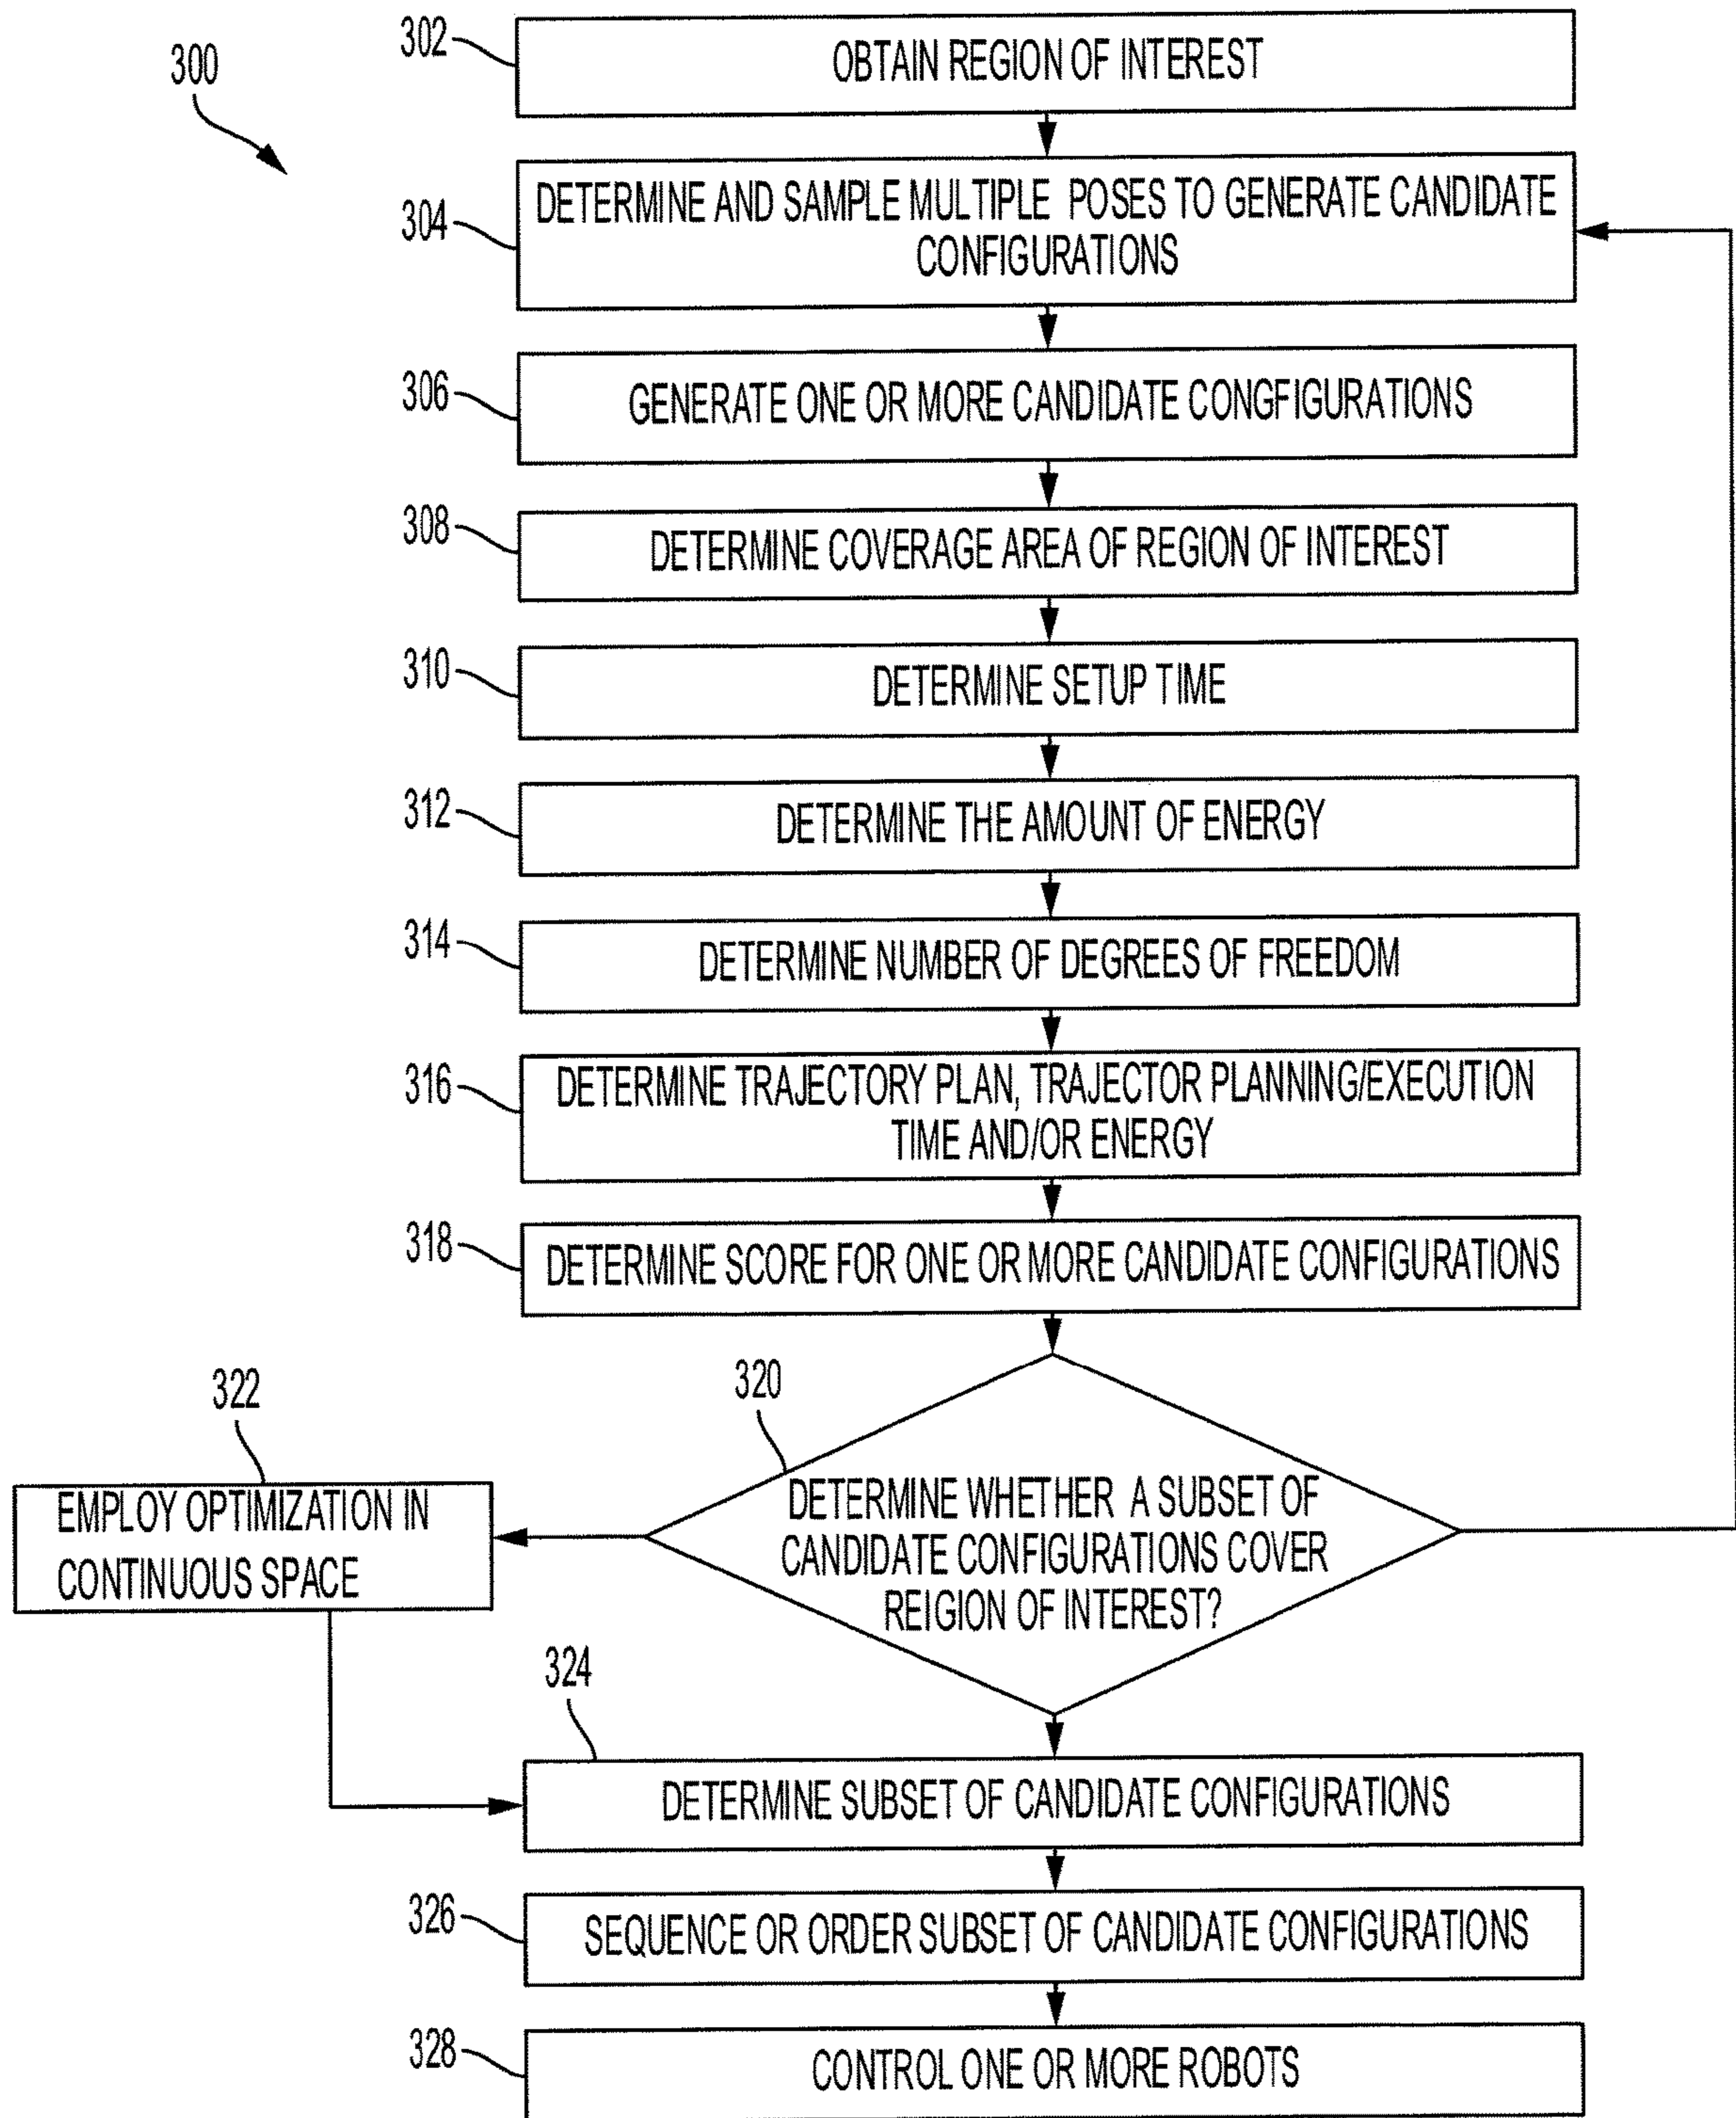 300
302
OBTAIN REGION OF INTEREST
304
DETERMINE AND SAMPLE MULTIPLE POSES TO GENERATE CANDIDATE
CONFIGURATIONS
306
GENERATE ONE OR MORE CANDIDATE CONGFIGURATIONS
308
DETERMINE COVERAGE AREA OF REGION OF INTEREST
310
DETERMINE SETUP TIME
312
DETERMINE THE AMOUNT OF ENERGY
314
DETERMINE NUMBER OF DEGREES OF FREEDOM
316
DETERMINE TRAJECTORY PLAN, TRAJECTOR PLANNING/EXECUTION
TIME AND/OR ENERGY
318
DETERMINE SCORE FOR ONE OR MORE CANDIDATE CONFIGURATIONS
320
DETERMINE WHETHER A SUBSET OF
CANDIDATE CONFIGURATIONS COVER
REIGION OF INTEREST?
322
EMPLOY OPTIMIZATION IN
CONTINUOUS SPACE
324
DETERMINE SUBSET OF CANDIDATE CONFIGURATIONS
326
SEQUENCE OR ORDER SUBSET OF CANDIDATE CONFIGURATIONS
328
CONTROL ONE OR MORE ROBOTS